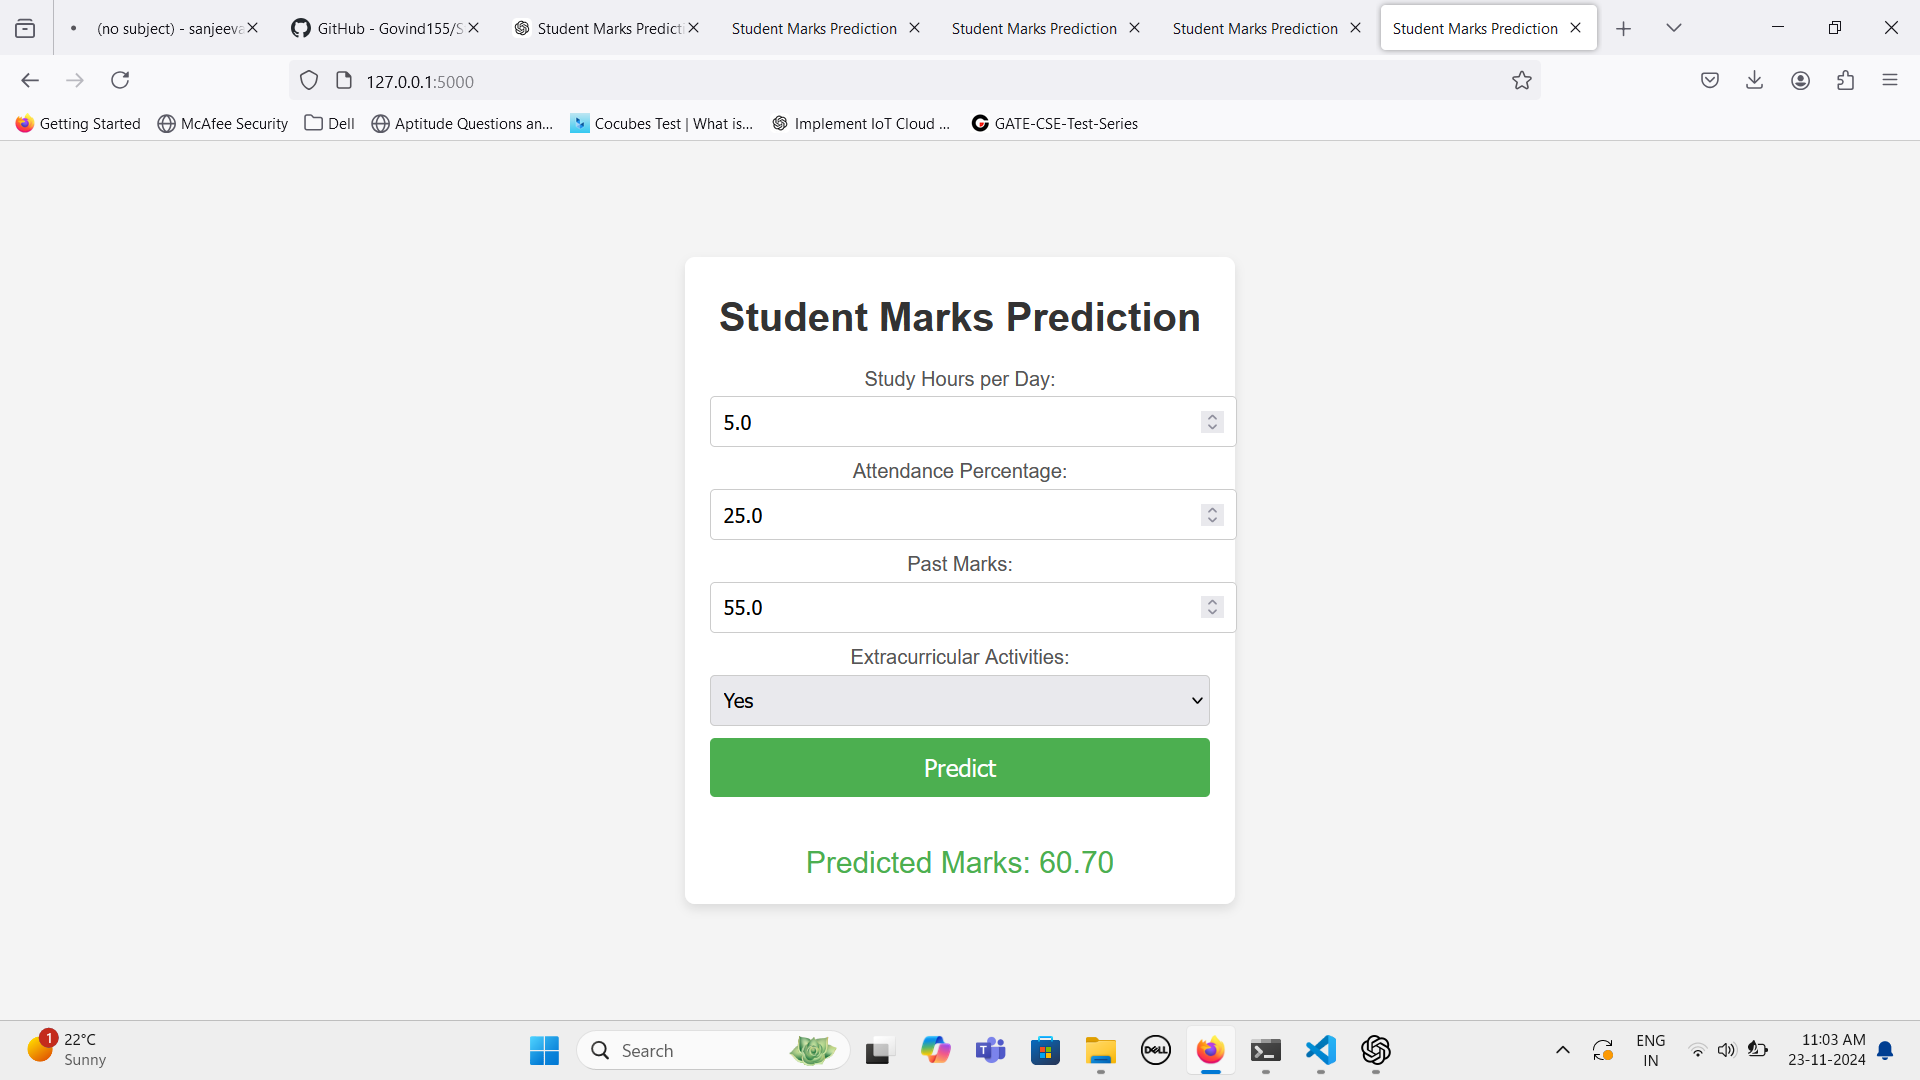 (no subject) - sanjeeva
GitHub - Govind155/S
Student Marks Predicti
Student Marks Prediction
Student Marks Prediction
Student Marks Prediction
Student Marks Prediction
127.0.0.1:5000
Getting Started
McAfee Security
Dell
Aptitude Questions an...
Cocubes Test | What is...
Implement IoT Cloud ...
GATE-CSE-Test-Series
Student Marks Prediction
Study Hours per Day:
5.0
Attendance Percentage:
25.0
Past Marks:
55.0
Extracurricular Activities:
Yes
Predict
Predicted Marks: 60.70
1
22°C
Sunny
Search
DELL
ENG
IN
11:03 AM
23-11-2024